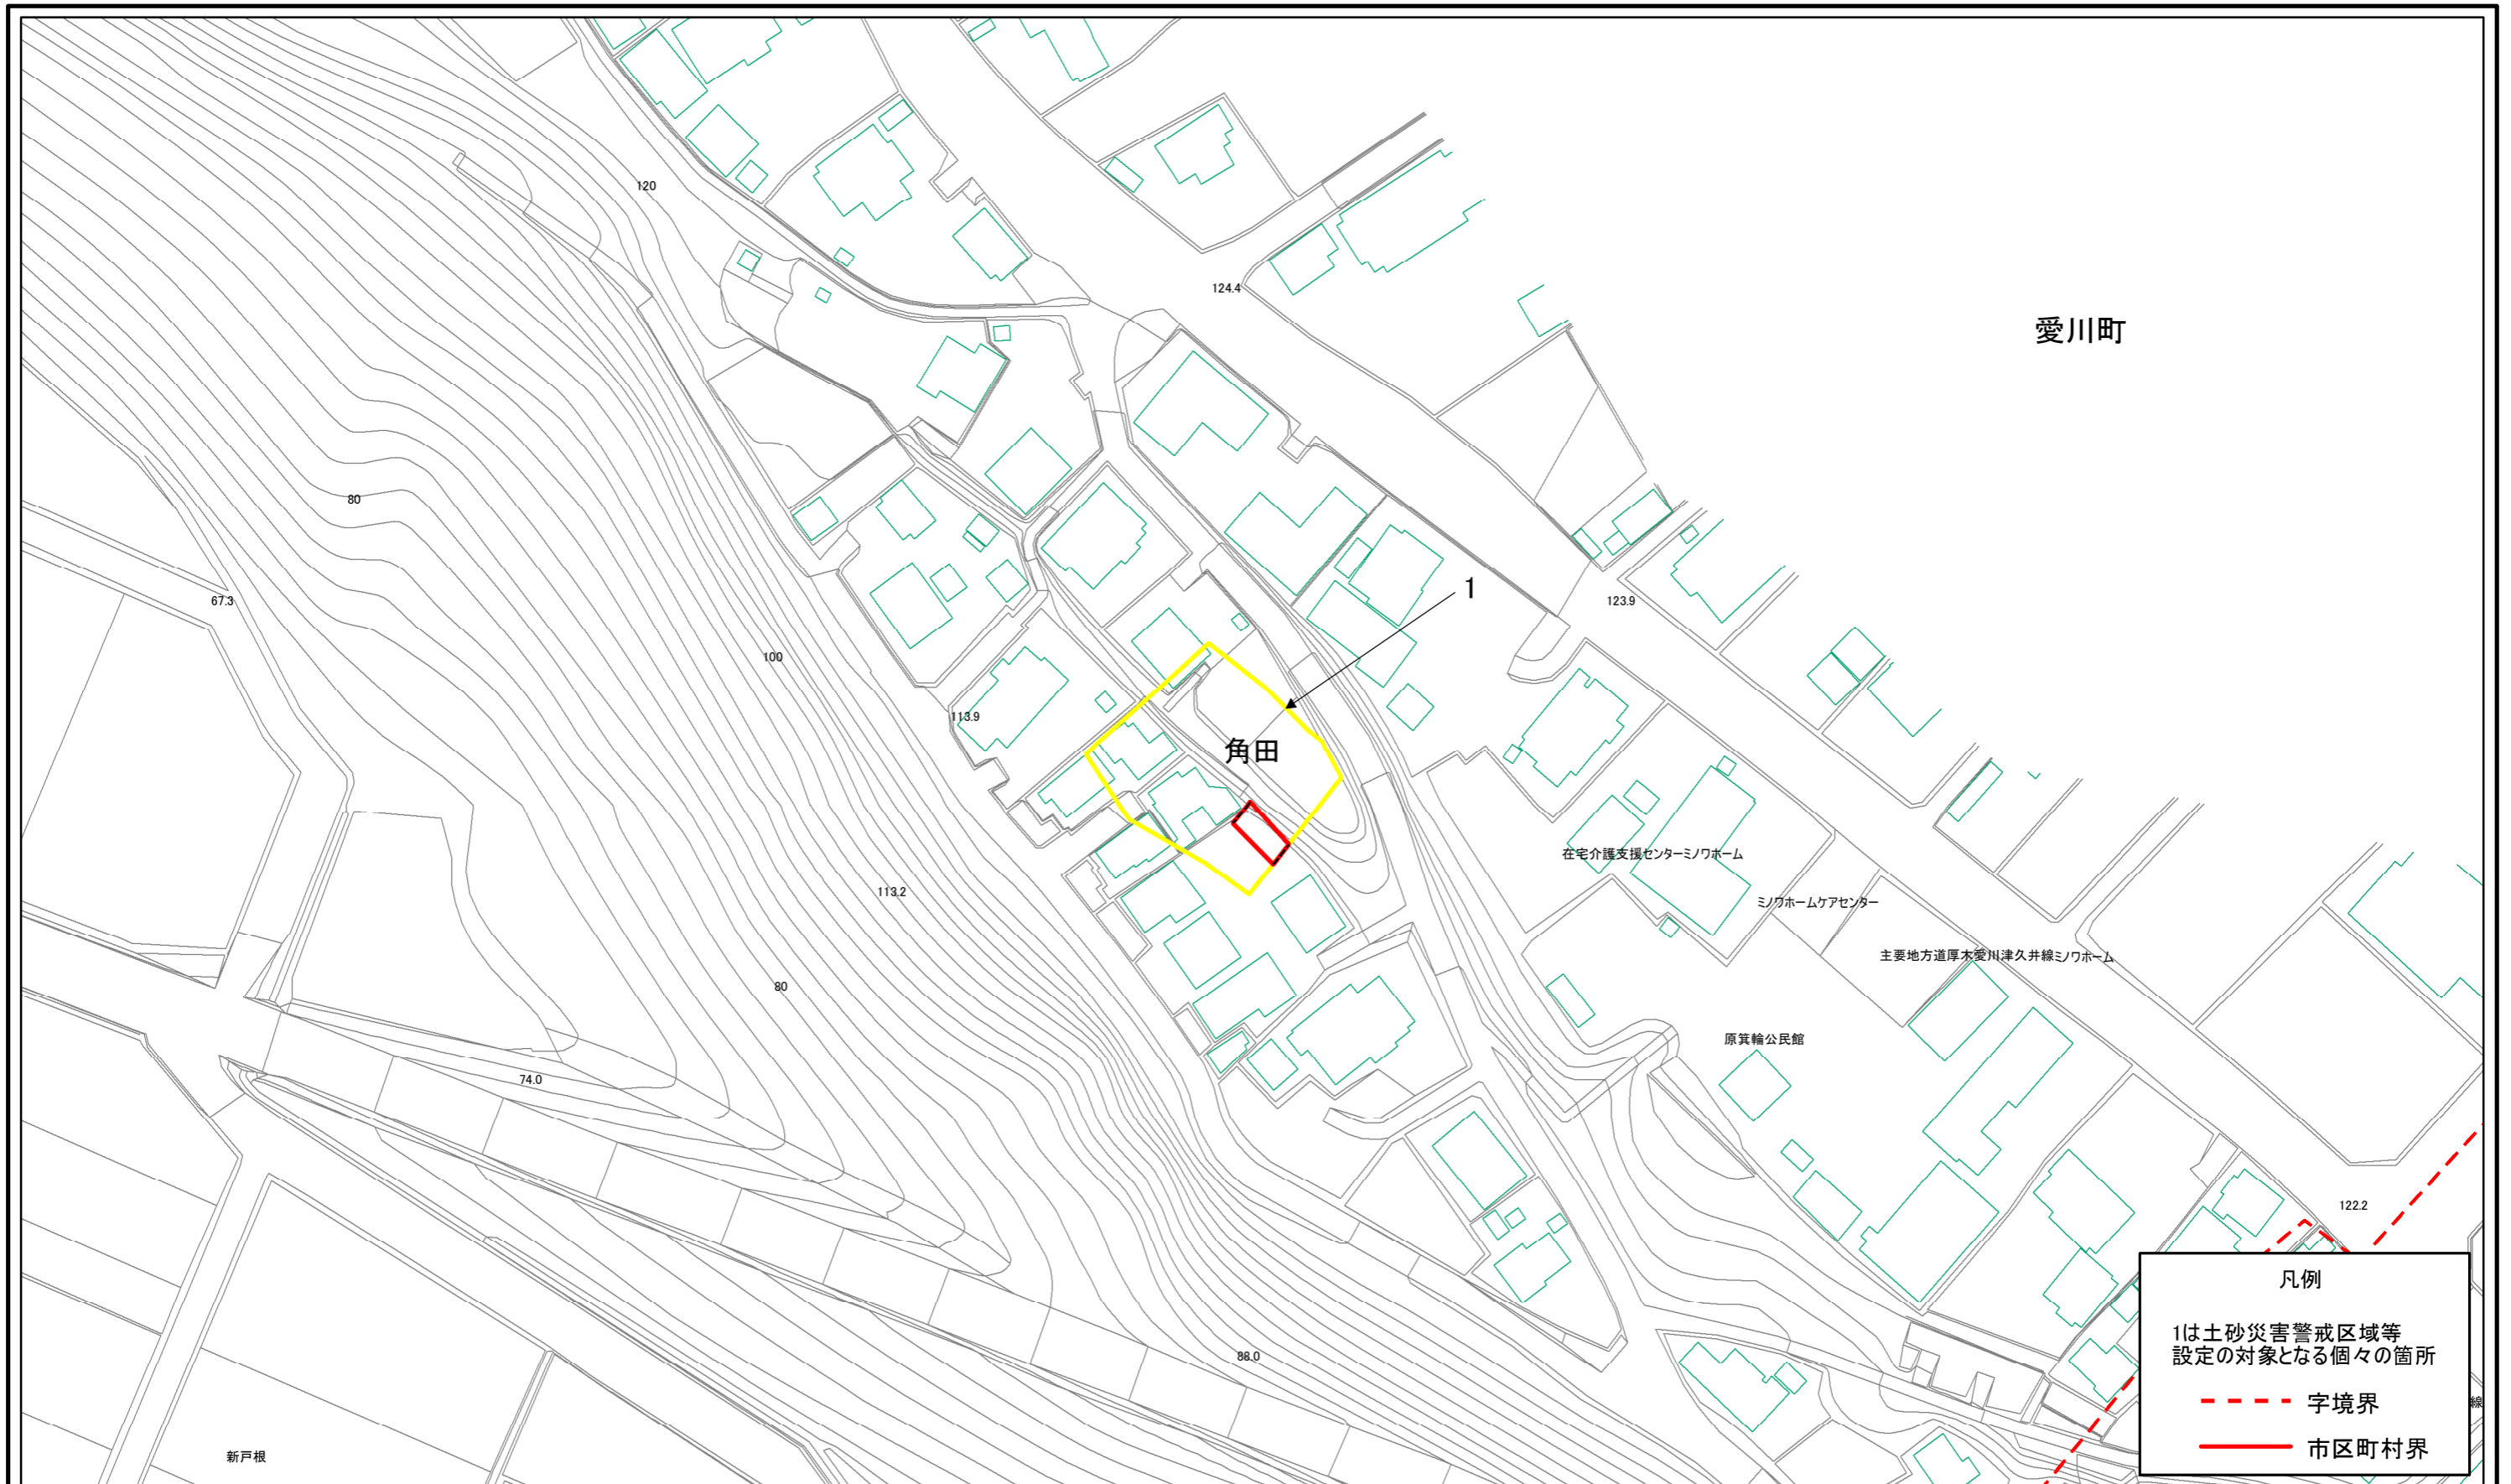 120
124.4
愛川町
80
1
67.3
123.9
100
113.9
角田
在宅介護支援センターミノワホーム
113.2
ミノワホームケアセンター
主要地方道厚木愛川津久井線ミノワホーム
80
原箕輪公民館
74.0
122.2
凡例
1は土砂災害警戒区域等
設定の対象となる個々の箇所
字境界
市区町村界
88.0
線
新戸根